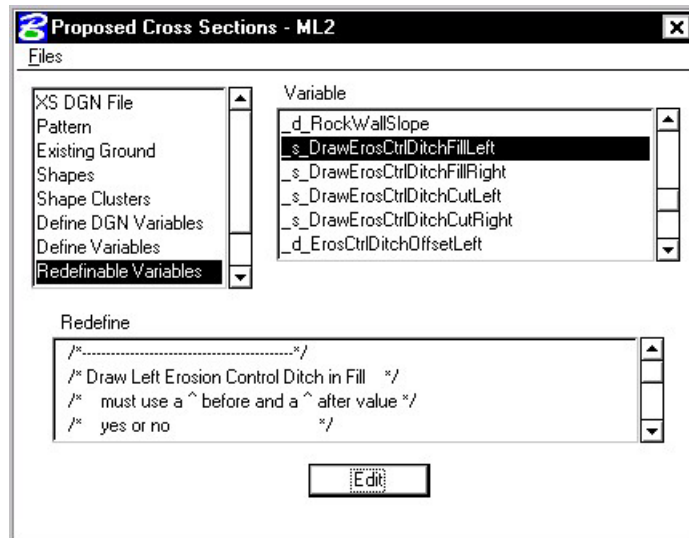 Proposed Cross Sections - ML2
Files
XS DGN File
Pattern
Existing Ground
Shapes
Shape Clusters
Define DGN Variables
Define Variables
Redefinable Variables
Variable
_d_RockWallSlope
_s_DrawErosCtrlDitchFillLeft
_s_DrawErosCtrlDitchFillRight
_s_DrawErosCtrlDitchCutLeft
_s_DrawErosCtrlDitchCutRight
_d_ErosCtrlDitchOffsetLeft
Redefine
/*-------------------------------------------*/
/* Draw Left Erosion Control Ditch in Fill */
/* must use a ^ before and a ^ after value */
/* yes or no */
Edit